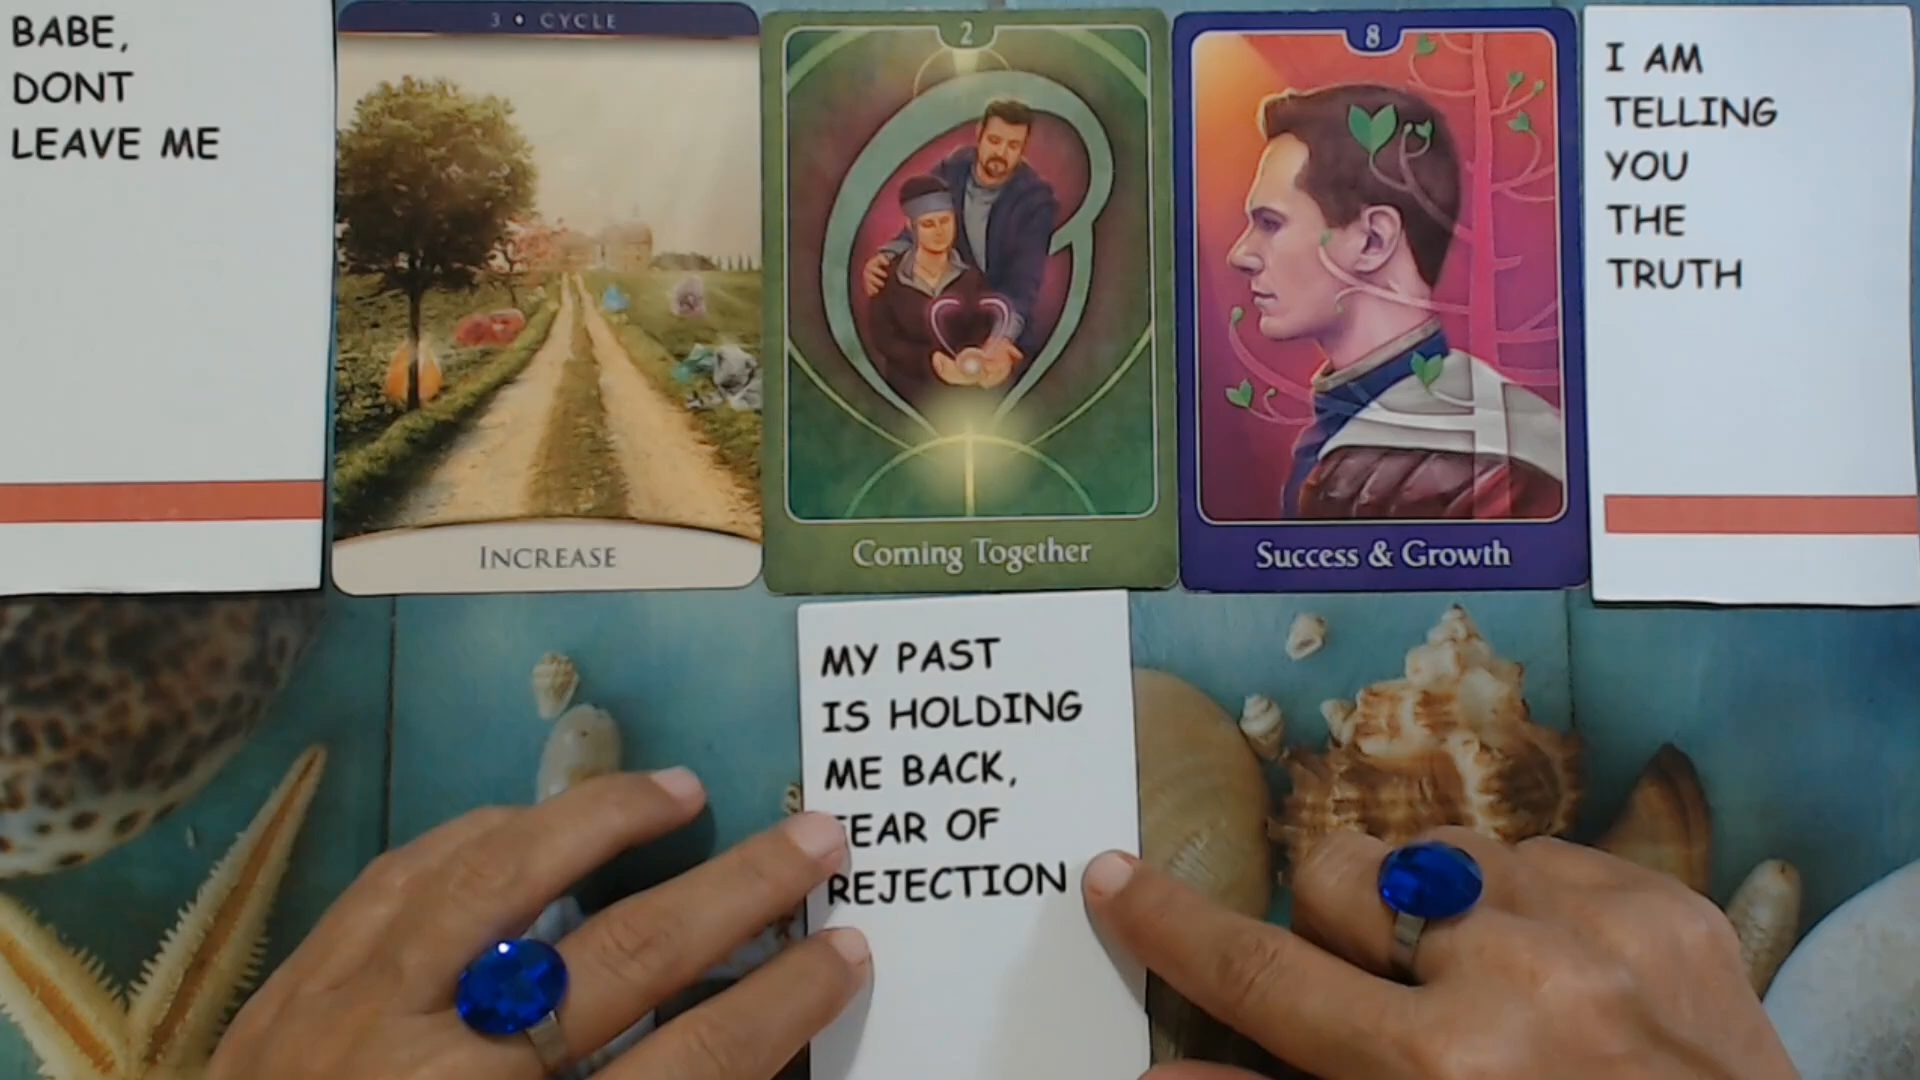 BABE,
DONT
LEAVE ME
3 • CYCLE
INCREASE
2
Coming Together
8
Success & Growth
I AM
TELLING
YOU
THE
TRUTH
MY PAST
IS HOLDING
ME BACK,
FEAR OF
REJECTION